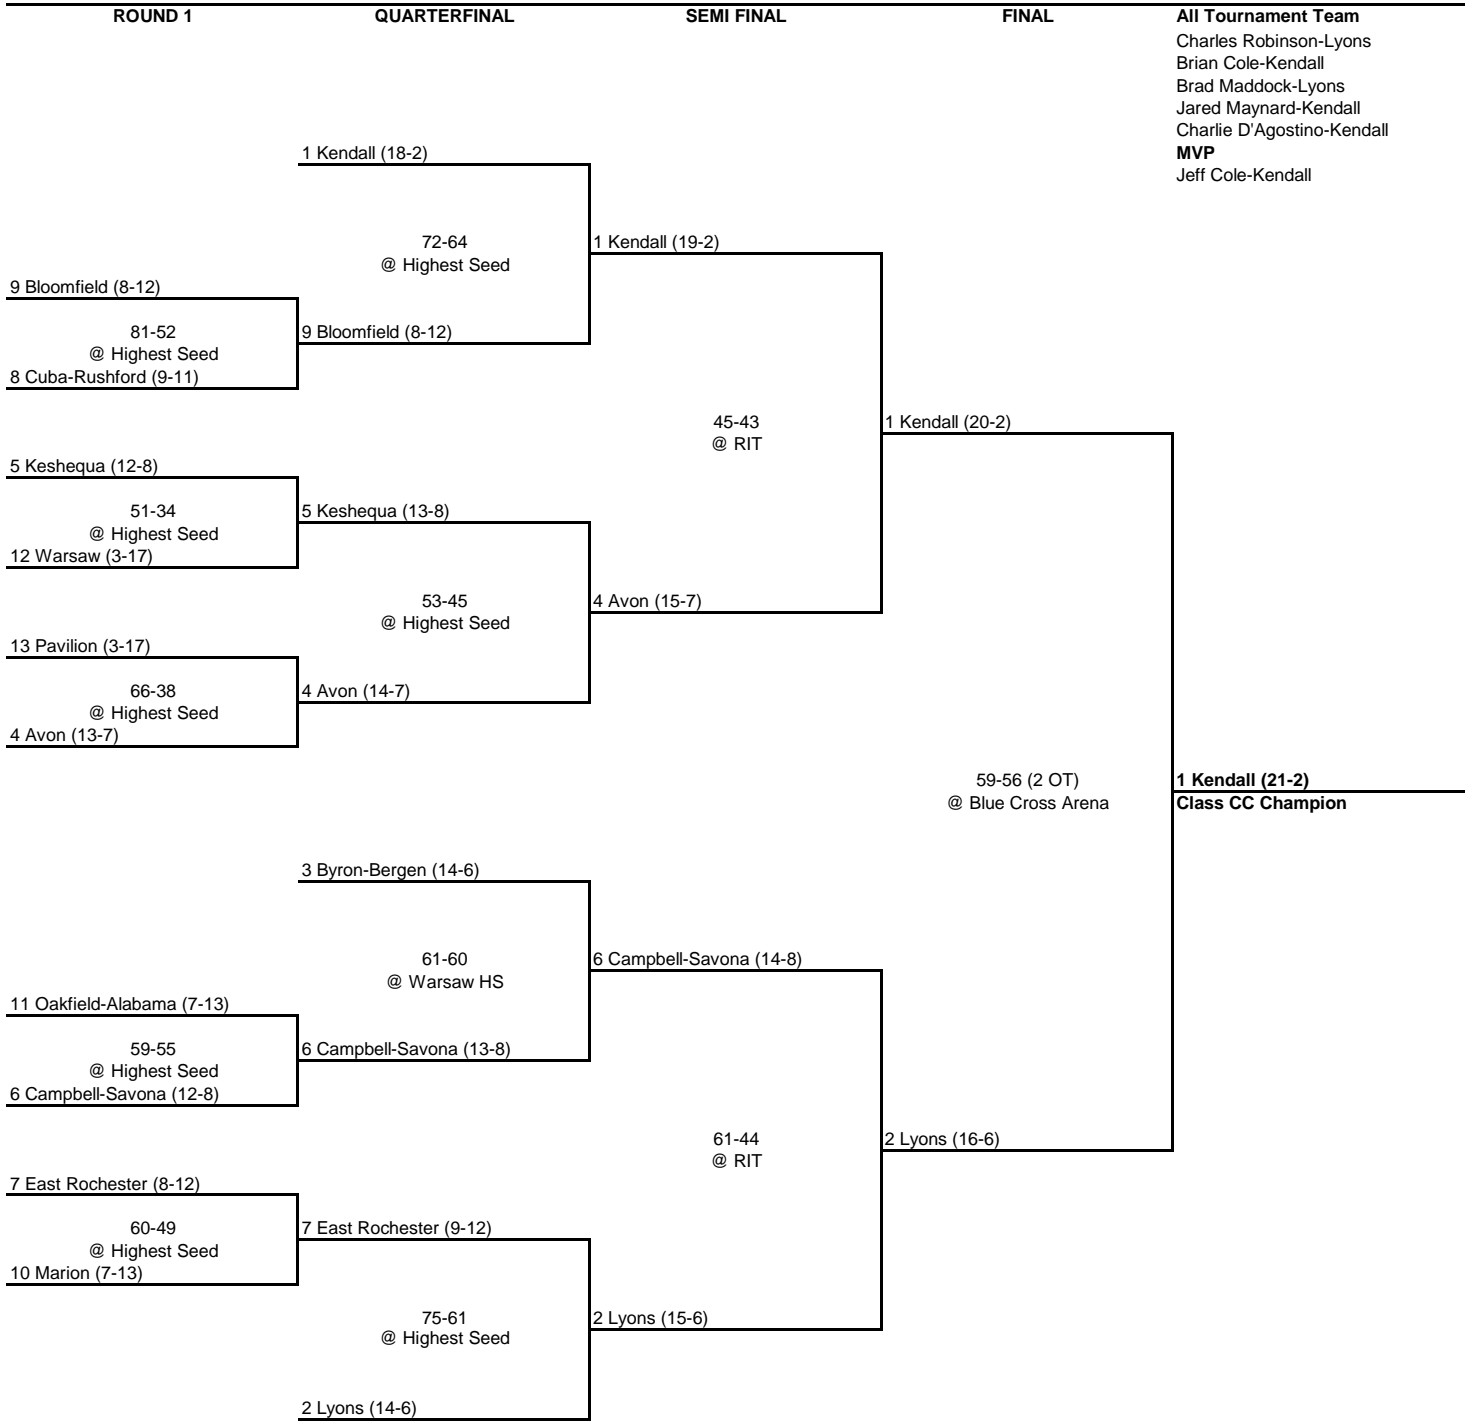 ROUND 1 QUARTERFINAL SEMI FINAL FINAL All Tournament Team
Charles Robinson-Lyons
Brian Cole-Kendall
Brad Maddock-Lyons
Jared Maynard-Kendall
Charlie D'Agostino-Kendall
1 Kendall (18-2) MVP
Jeff Cole-Kendall
72-64 1 Kendall (19-2)
@ Highest Seed
9 Bloomfield (8-12)
81-52 9 Bloomfield (8-12)
@ Highest Seed
8 Cuba-Rushford (9-11)
45-43 1 Kendall (20-2)
@ RIT
5 Keshequa (12-8)
51-34 5 Keshequa (13-8)
@ Highest Seed
12 Warsaw (3-17)
53-45 4 Avon (15-7)
@ Highest Seed
13 Pavilion (3-17)
66-38 4 Avon (14-7)
@ Highest Seed
4 Avon (13-7)
59-56 (2 OT) 1 Kendall (21-2)
@ Blue Cross Arena Class CC Champion
3 Byron-Bergen (14-6)
61-60 6 Campbell-Savona (14-8)
@ Warsaw HS
11 Oakfield-Alabama (7-13)
59-55 6 Campbell-Savona (13-8)
@ Highest Seed
6 Campbell-Savona (12-8)
61-44 2 Lyons (16-6)
@ RIT
7 East Rochester (8-12)
60-49 7 East Rochester (9-12)
@ Highest Seed
10 Marion (7-13)
75-61 2 Lyons (15-6)
@ Highest Seed
2 Lyons (14-6)